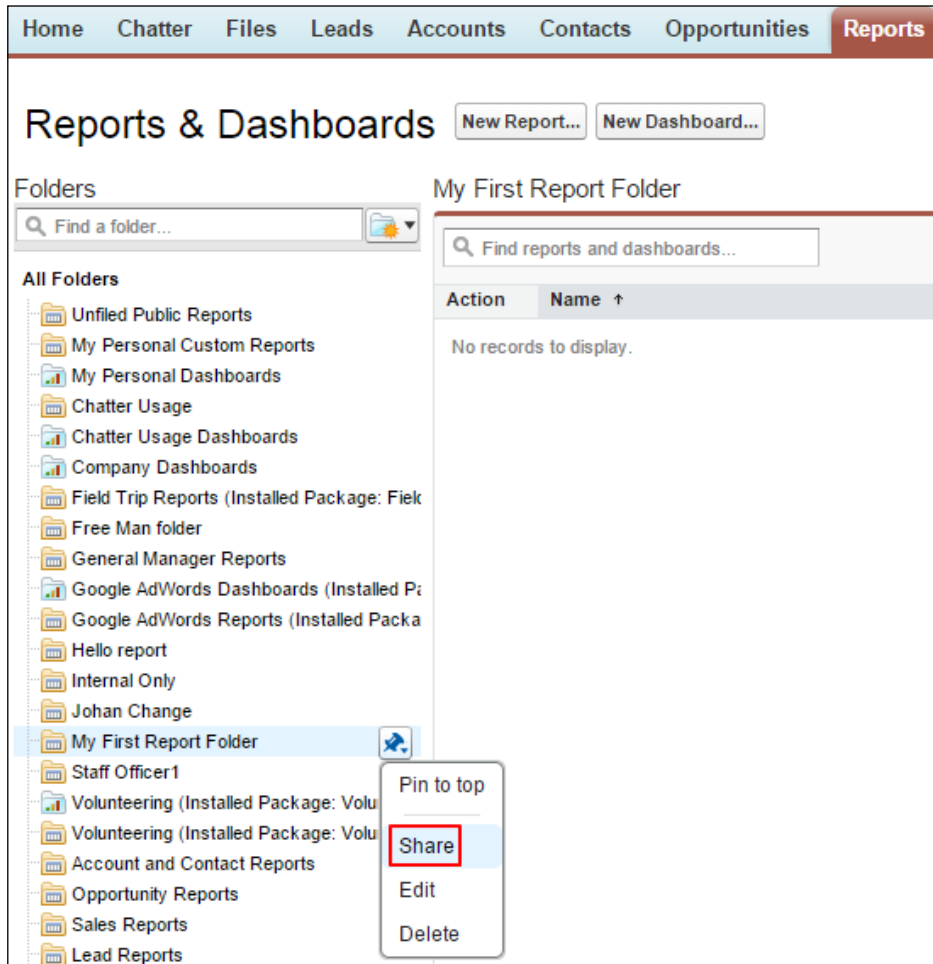 Home Chatter Files Leads Accounts Contacts Opportunities Reports
Reports & Dashboards New Report... New Dashboard...
Folders
My First Report Folder
Find a folder...
Find reports and dashboards...
All Folders
Action Name ↑
No records to display.
Unfiled Public Reports
My Personal Custom Reports
My Personal Dashboards
Chatter Usage
Chatter Usage Dashboards
Company Dashboards
Field Trip Reports (Installed Package: Field
Free Man folder
General Manager Reports
Google AdWords Dashboards (Installed Pa
Google AdWords Reports (Installed Packa
Hello report
Internal Only
Johan Change
My First Report Folder
Staff Officer1
Volunteering (Installed Package: Volu
Volunteering (Installed Package: Volu
Account and Contact Reports
Opportunity Reports
Sales Reports
Lead Reports
Pin to top
Share
Edit
Delete